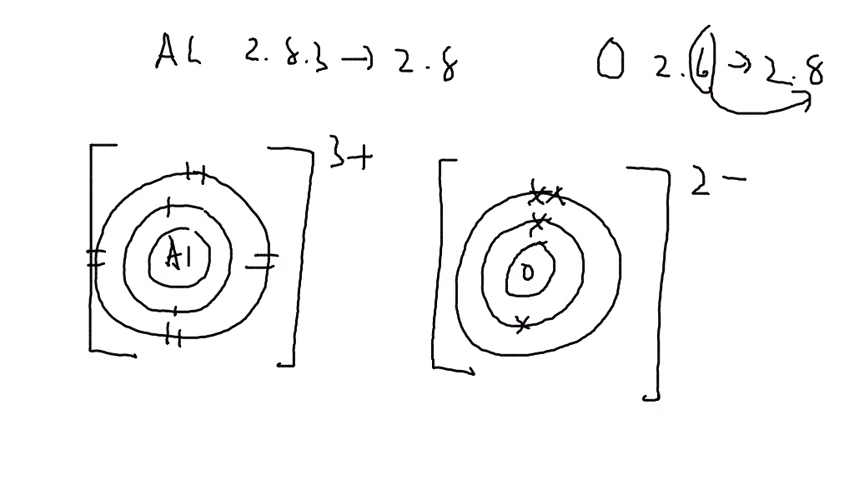 AL 2.8.3 → 2.8
O 2.6 → 2.8
3+
2-
Al
O